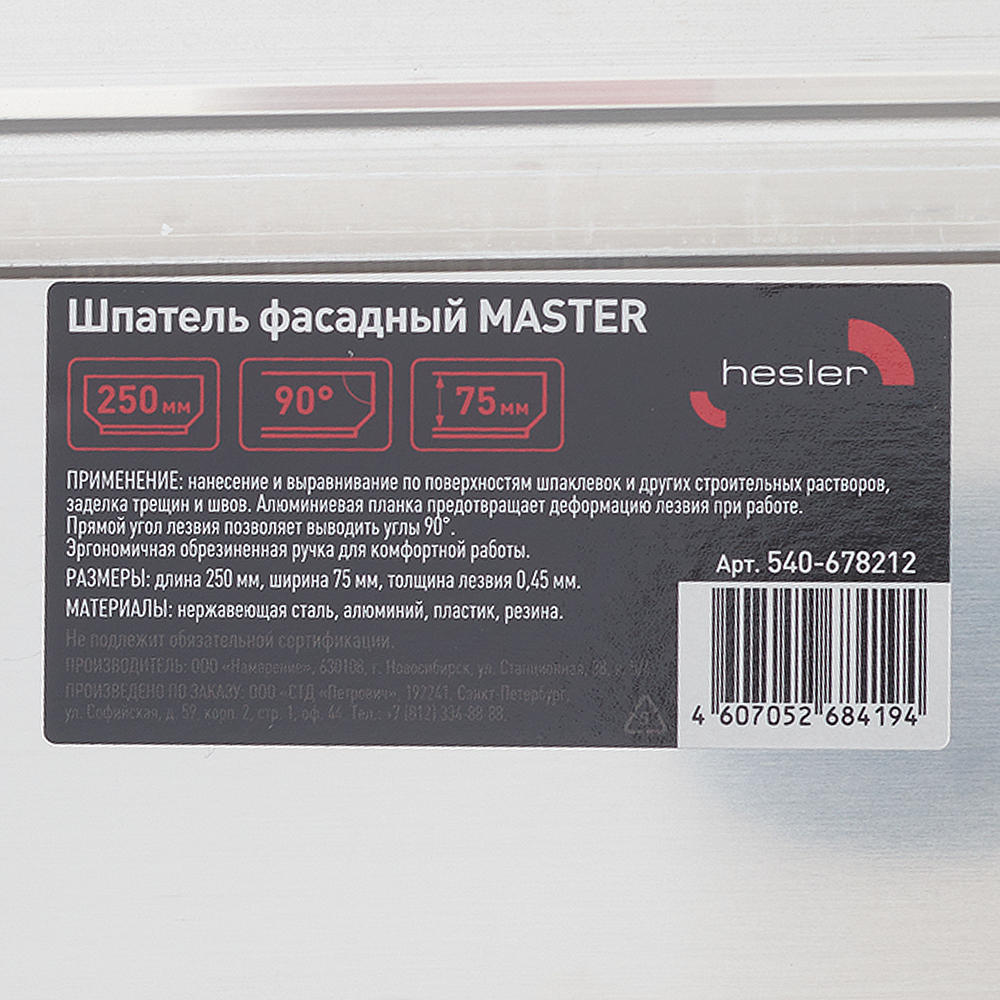 Шпатель фасадный MASTER
hesler
250 мм
90°
75 мм
ПРИМЕНЕНИЕ: нанесение и выравнивание по поверхностям шпаклевок и других строительных растворов,
заделка трещин и швов. Алюминиевая планка предотвращает деформацию лезвия при работе.
Прямой угол лезвия позволяет выводить углы 90°.
Эргономичная обрезиненная ручка для комфортной работы.
РАЗМЕРЫ: длина 250 мм, ширина 75 мм, толщина лезвия 0,45 мм.
МАТЕРИАЛЫ: нержавеющая сталь, алюминий, пластик, резина.
Не подлежит обязательной сертификации.
ПРОИЗВОДИТЕЛЬ: ООО «Намерение», 630108, г. Новосибирск, ул. Станционная,
ПРОИЗВЕДЕНО ПО ЗАКАЗУ: ООО «СТД «Петрович», 197241, Санкт-Петербург,
ул. Софийская, д. 59, корп. 2, стр. 1, оф. 44. Тел.: +7 (812) 334-88-88.
Арт. 540-678212
4 607052 684194